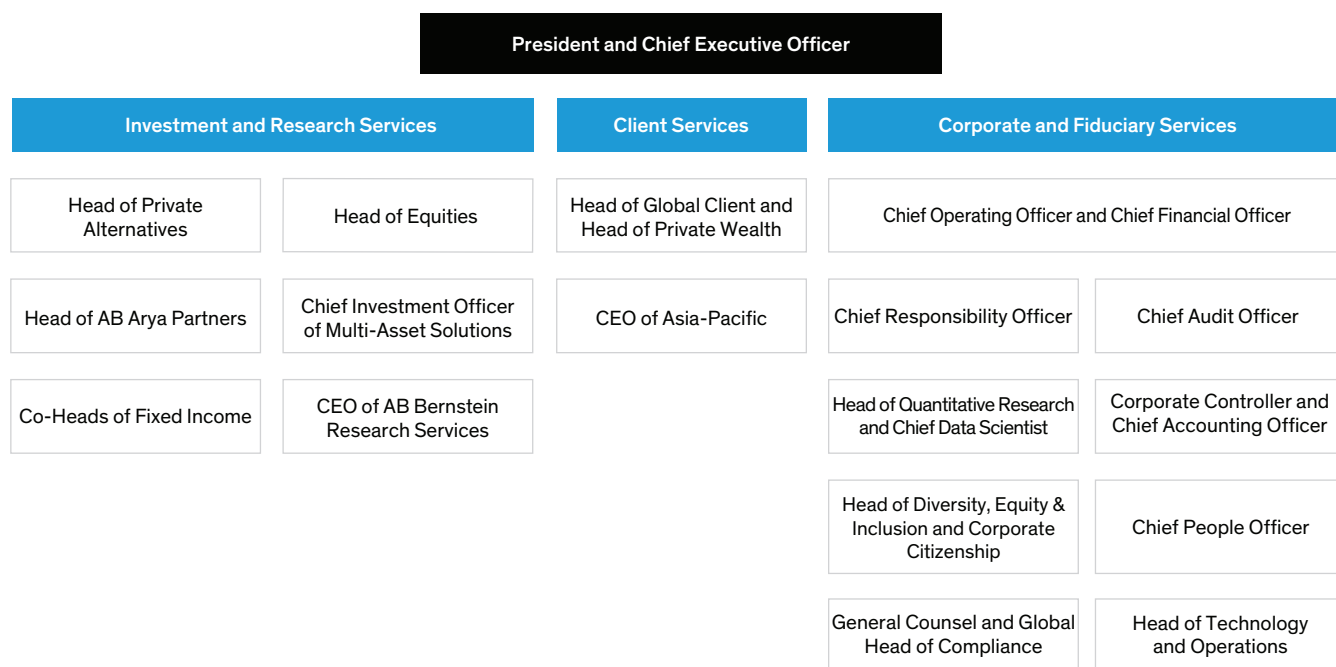 President and Chief Executive Officer
Investment and Research Services
Client Services
Corporate and Fiduciary Services
Head of Private
Alternatives
Head of Equities
Head of Global Client and
Head of Private Wealth
Chief Operating Officer and Chief Financial Officer
Head of AB Arya Partners
Chief Investment Officer
of Multi-Asset Solutions
CEO of Asia-Pacific
Chief Responsibility Officer
Chief Audit Officer
Co-Heads of Fixed Income
CEO of AB Bernstein
Research Services
Head of Quantitative Research
and Chief Data Scientist
Corporate Controller and
Chief Accounting Officer
Head of Diversity, Equity &
Inclusion and Corporate
Citizenship
Chief People Officer
General Counsel and Global
Head of Compliance
Head of Technology
and Operations